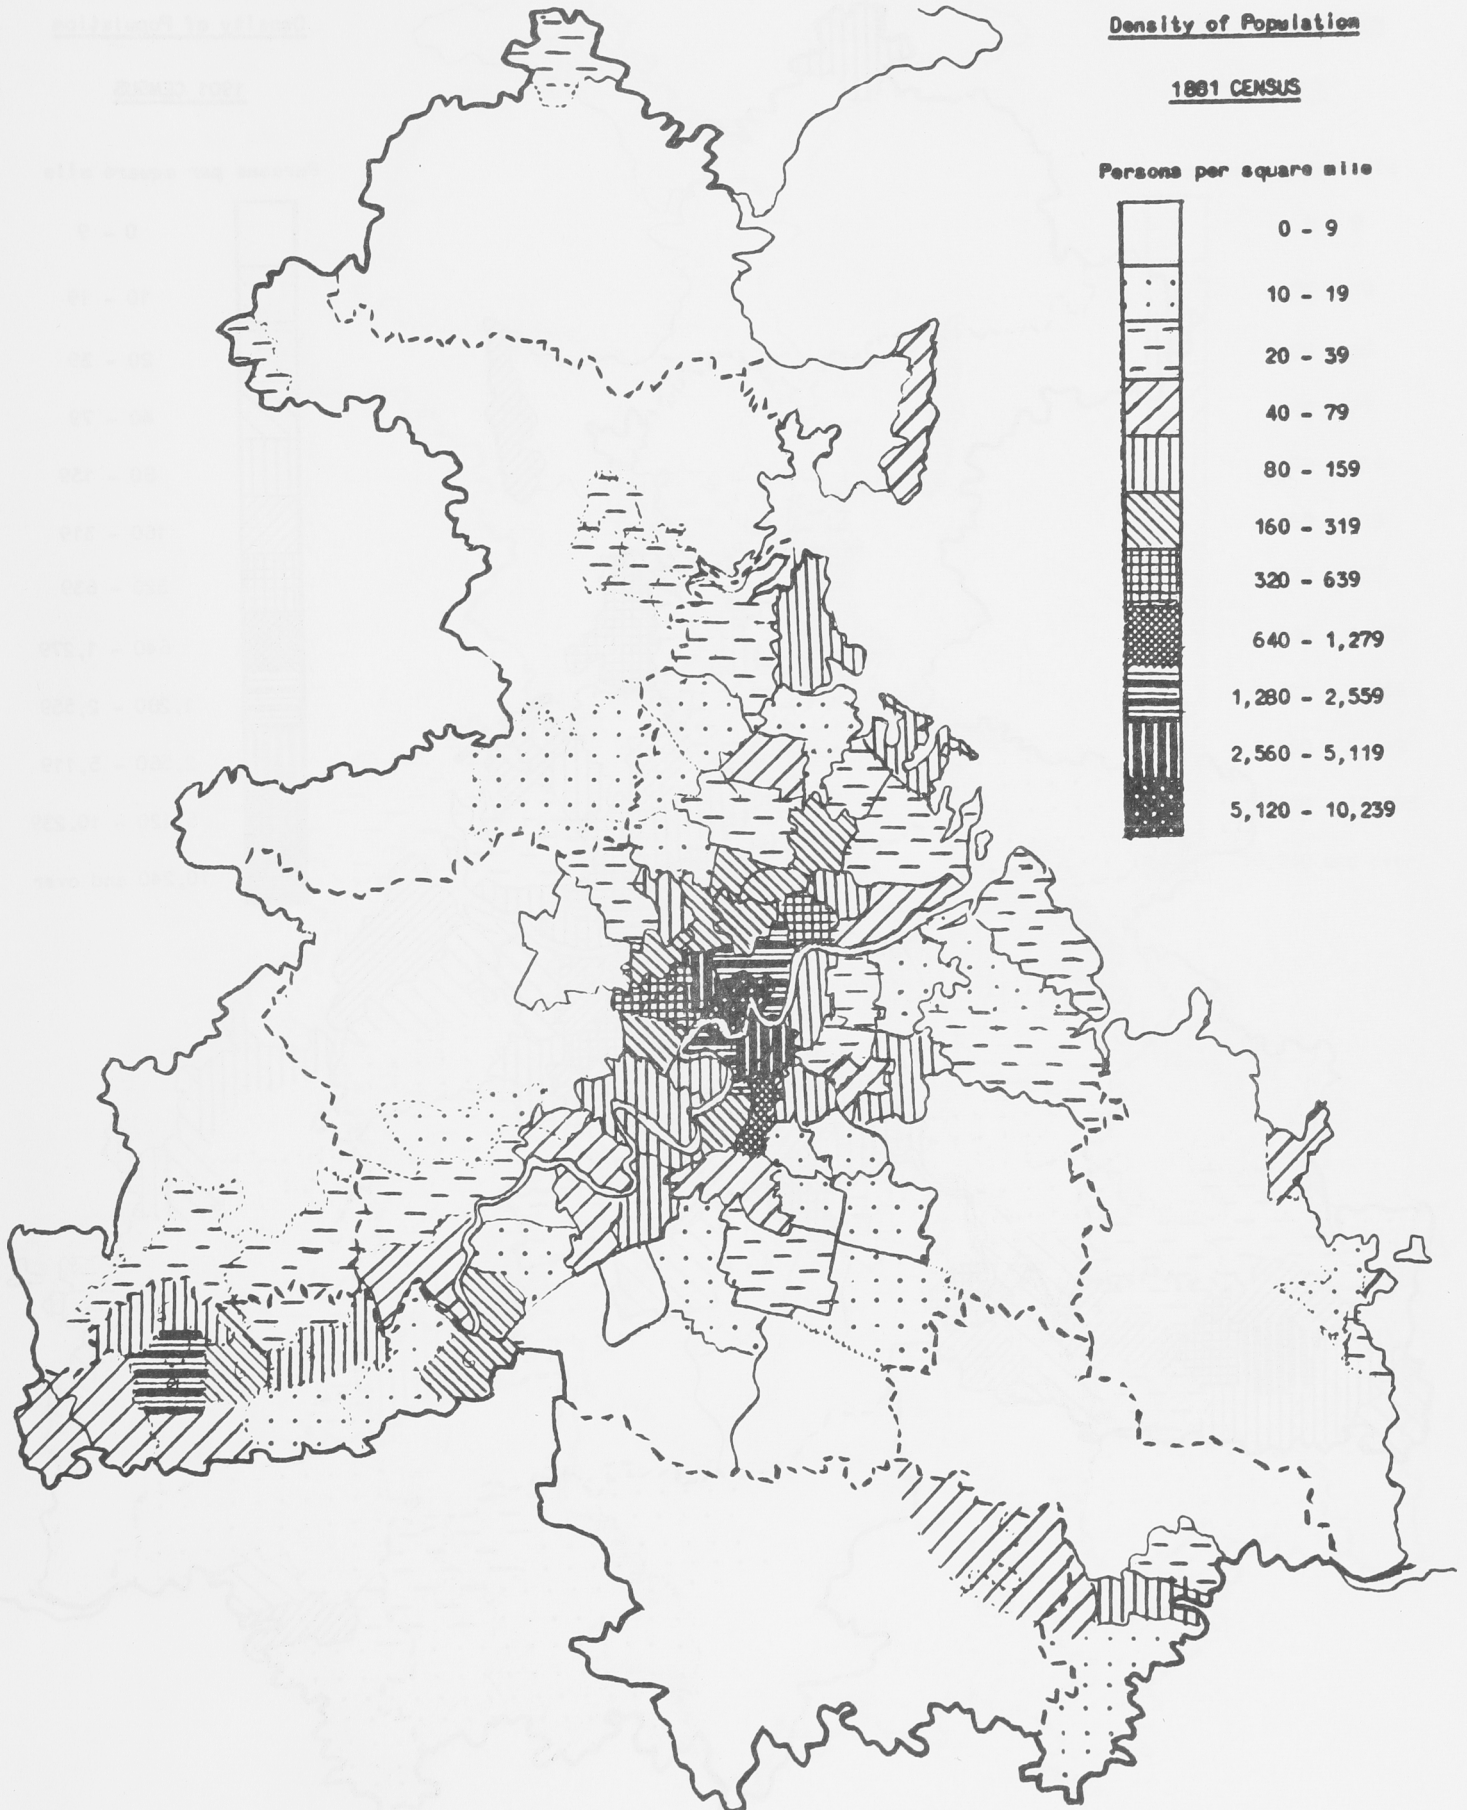 Density of Population
1881 CENSUS
Persons per square mile
0 - 9
10 - 19
20 - 39
40 - 79
80 - 159
160 - 319
320 - 639
640 - 1,279
1,280 - 2,559
2,560 - 5,119
5,120 - 10,239